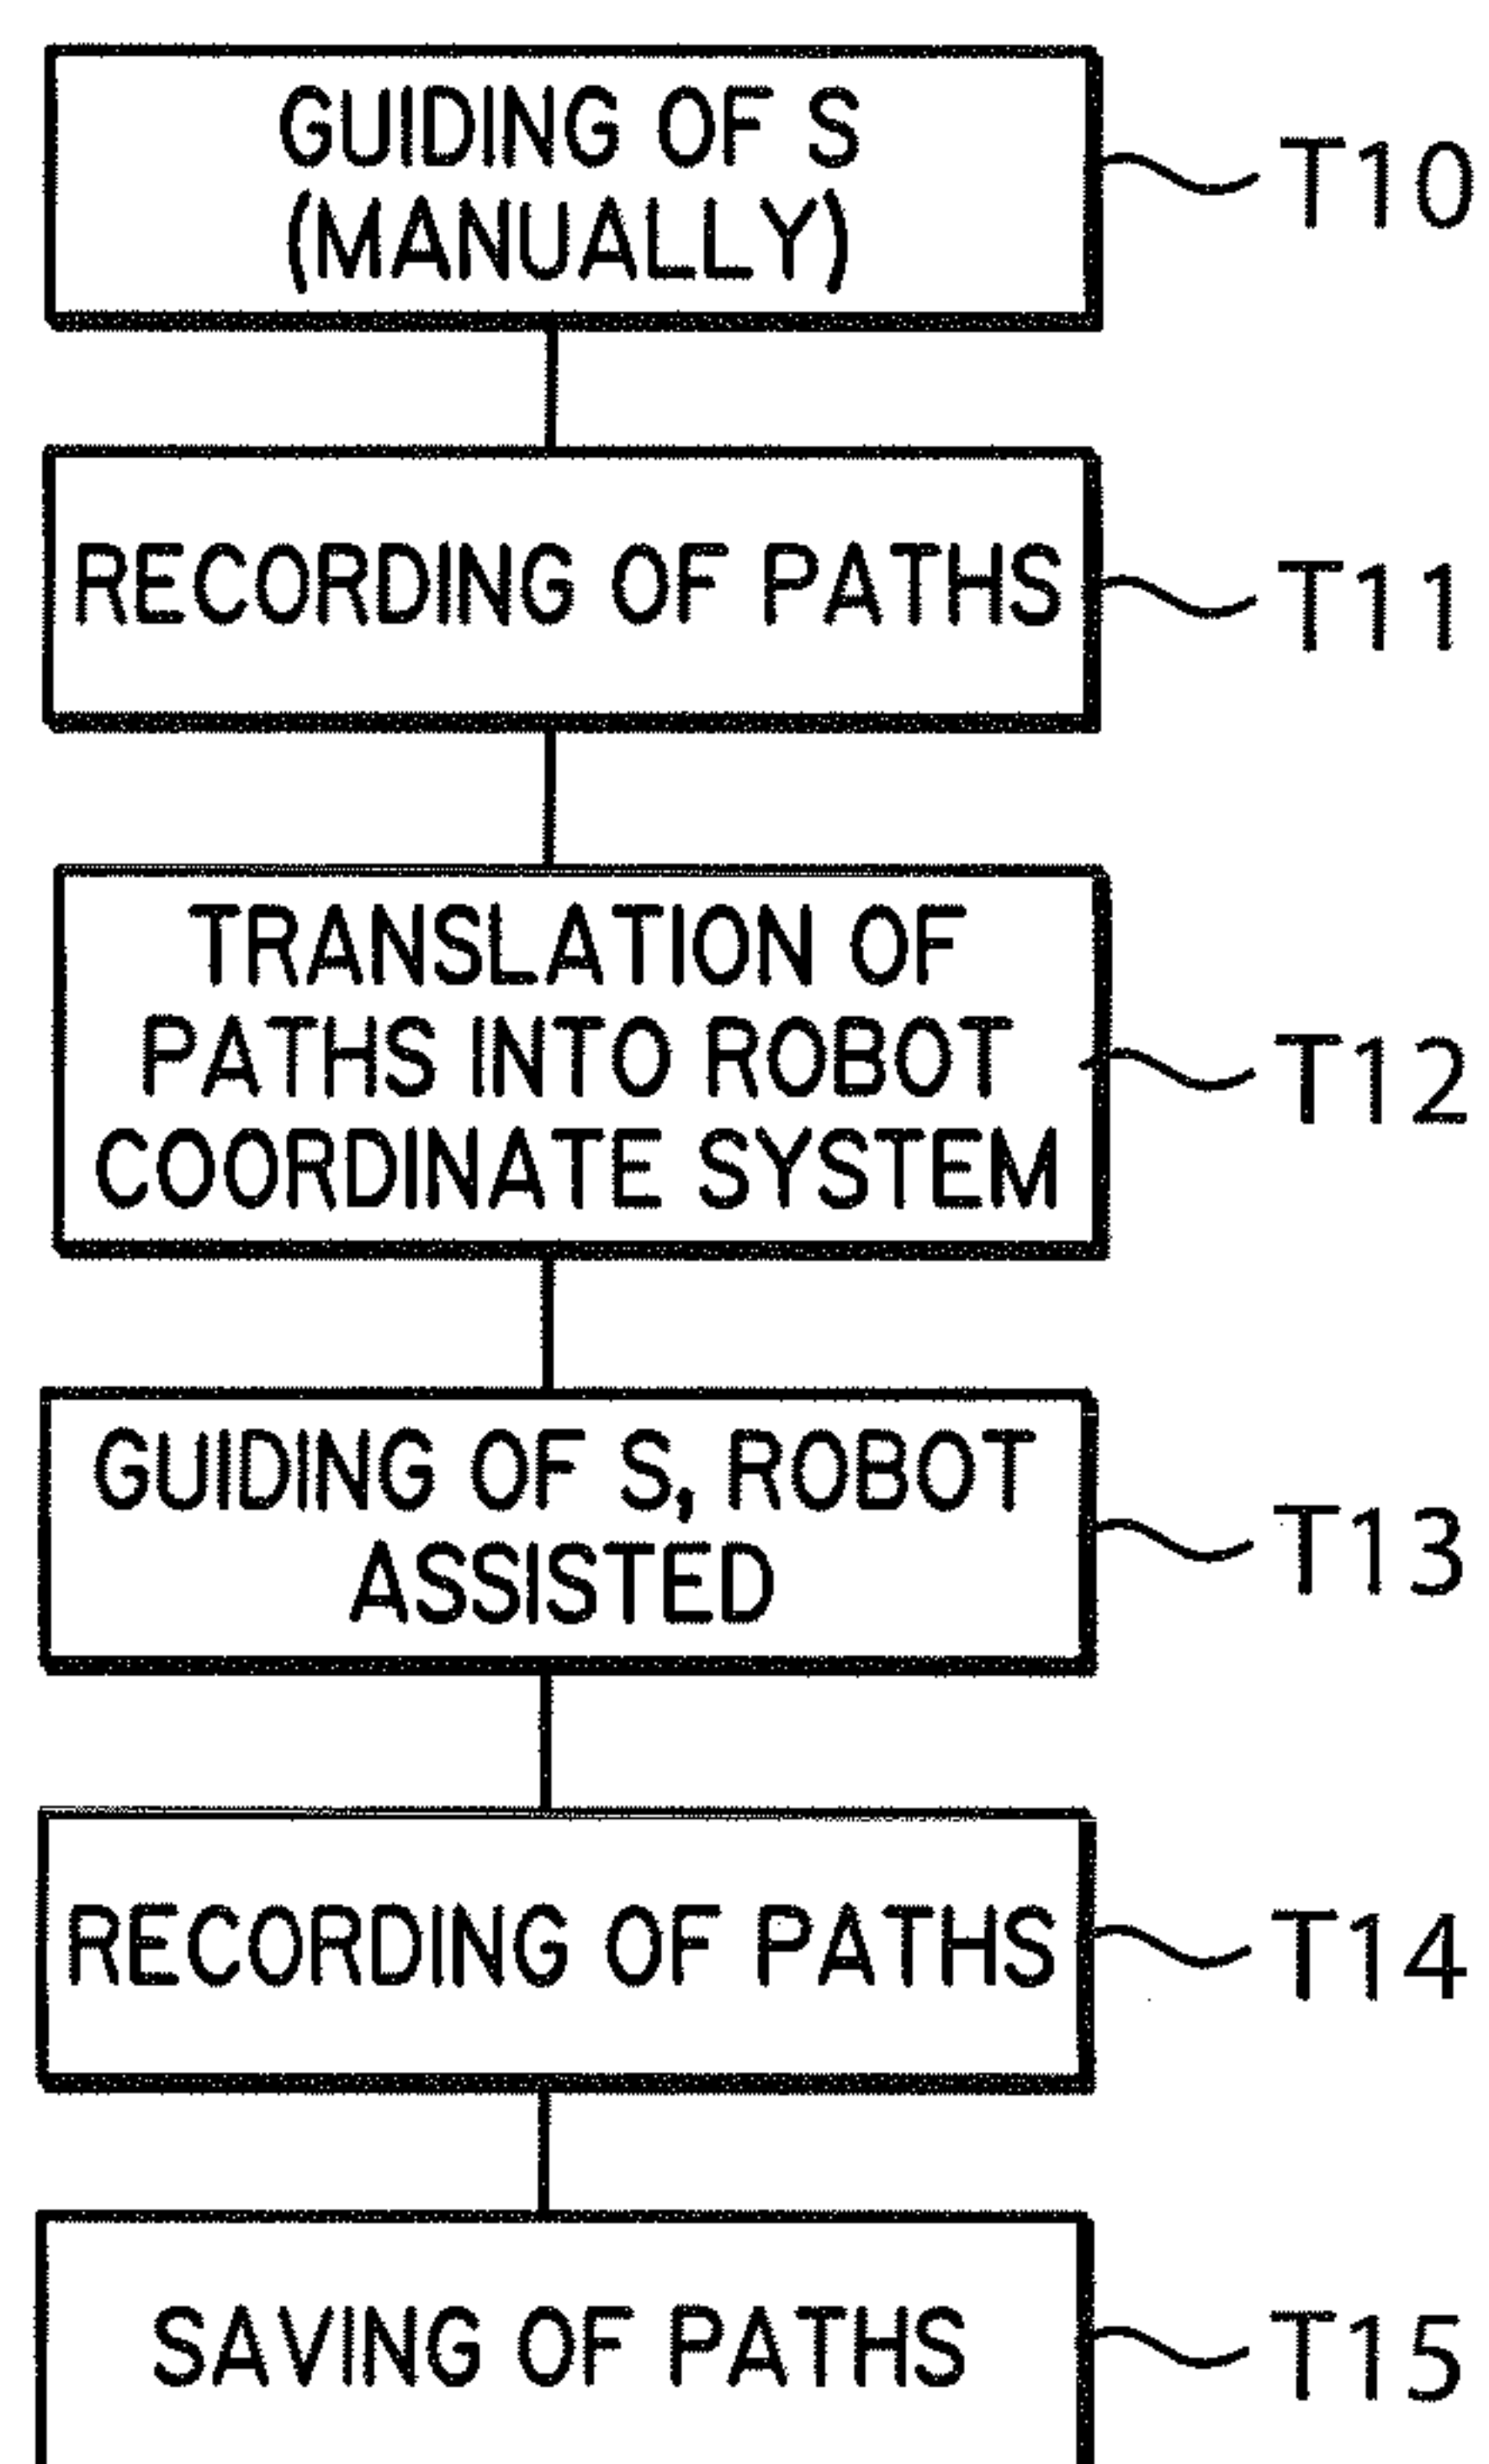 GUIDING OF S
(MANUALLY)
T10
RECORDING OF PATHS
T11
TRANSLATION OF
PATHS INTO ROBOT
COORDINATE SYSTEM
T12
GUIDING OF S, ROBOT
ASSISTED
T13
RECORDING OF PATHS
T14
SAVING OF PATHS
T15